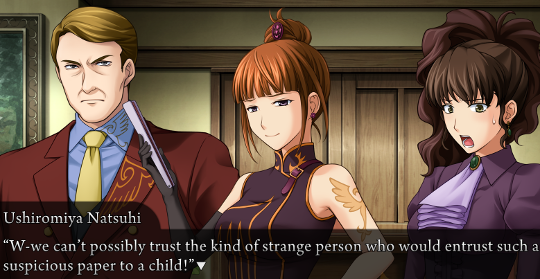 Ushiromiya Natsuhi
“W-we can’t possibly trust the kind of strange person who would entrust such a
suspicious paper to a child!”▼